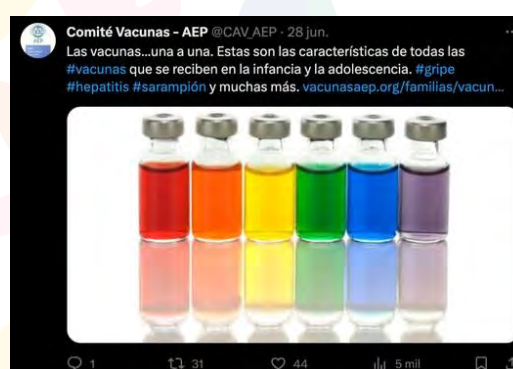 Comité Vacunas - AEP @CAV_AEP · 28 jun.
Las vacunas...una a una. Estas son las características de todas las
#vacunas que se reciben en la infancia y la adolescencia. #gripe
#hepatitis #sarampión y muchas más. vacunasaep.org/familias/vacun...
1 31 44 5 mil